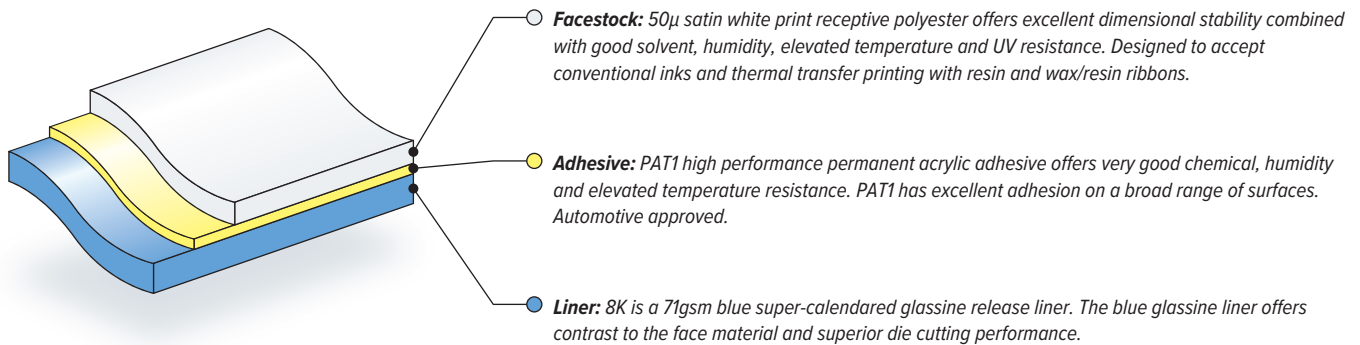 Facestock: 50µ satin white print receptive polyester offers excellent dimensional stability combined
with good solvent, humidity, elevated temperature and UV resistance. Designed to accept
conventional inks and thermal transfer printing with resin and wax/resin ribbons.
Adhesive: PAT1 high performance permanent acrylic adhesive offers very good chemical, humidity
and elevated temperature resistance. PAT1 has excellent adhesion on a broad range of surfaces.
Automotive approved.
Liner: 8K is a 71gsm blue super-calendared glassine release liner. The blue glassine liner offers
contrast to the face material and superior die cutting performance.